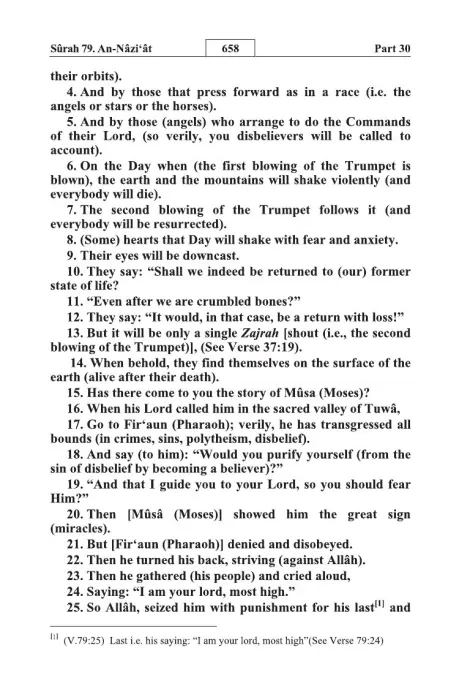 Sûrah 79. An-Nâzi‘ât 658 Part 30
their orbits).
4. And by those that press forward as in a race (i.e. the
angels or stars or the horses).
5. And by those (angels) who arrange to do the Commands
of their Lord, (so verily, you disbelievers will be called to
account).
6. On the Day when (the first blowing of the Trumpet is
blown), the earth and the mountains will shake violently (and
everybody will die).
7. The second blowing of the Trumpet follows it (and
everybody will be resurrected).
8. (Some) hearts that Day will shake with fear and anxiety.
9. Their eyes will be downcast.
10. They say: “Shall we indeed be returned to (our) former
state of life?
11. “Even after we are crumbled bones?”
12. They say: “It would, in that case, be a return with loss!”
13. But it will be only a single Zajrah [shout (i.e., the second
blowing of the Trumpet)], (See Verse 37:19).
14. When behold, they find themselves on the surface of the
earth (alive after their death).
15. Has there come to you the story of Mûsa (Moses)?
16. When his Lord called him in the sacred valley of Tuwâ,
17. Go to Fir‘aun (Pharaoh); verily, he has transgressed all
bounds (in crimes, sins, polytheism, disbelief).
18. And say (to him): “Would you purify yourself (from the
sin of disbelief by becoming a believer)?”
19. “And that I guide you to your Lord, so you should fear
Him?”
20. Then [Mûsâ (Moses)] showed him the great sign
(miracles).
21. But [Fir‘aun (Pharaoh)] denied and disobeyed.
22. Then he turned his back, striving (against Allâh).
23. Then he gathered (his people) and cried aloud,
24. Saying: “I am your lord, most high.”
25. So Allâh, seized him with punishment for his last[1] and
[1] (V.79:25) Last i.e. his saying: “I am your lord, most high”(See Verse 79:24)